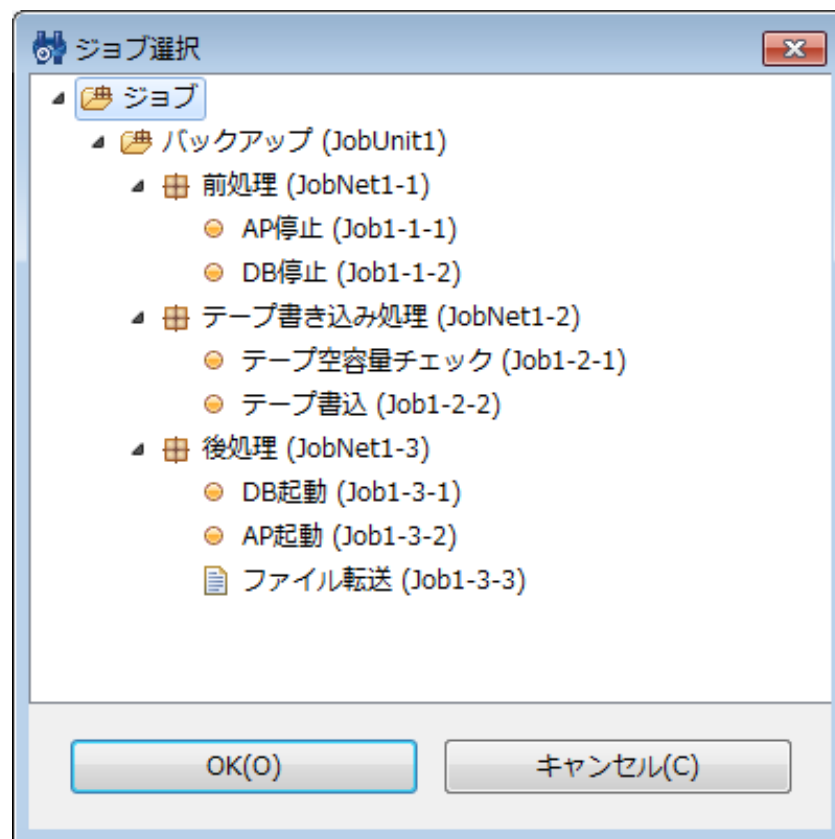 ジョブ選択
ジョブ
バックアップ (JobUnit1)
前処理 (JobNet1-1)
AP停止 (Job1-1-1)
DB停止 (Job1-1-2)
テープ書き込み処理 (JobNet1-2)
テープ空容量チェック (Job1-2-1)
テープ書込 (Job1-2-2)
後処理 (JobNet1-3)
DB起動 (Job1-3-1)
AP起動 (Job1-3-2)
ファイル転送 (Job1-3-3)
OK(O) キャンセル(C)